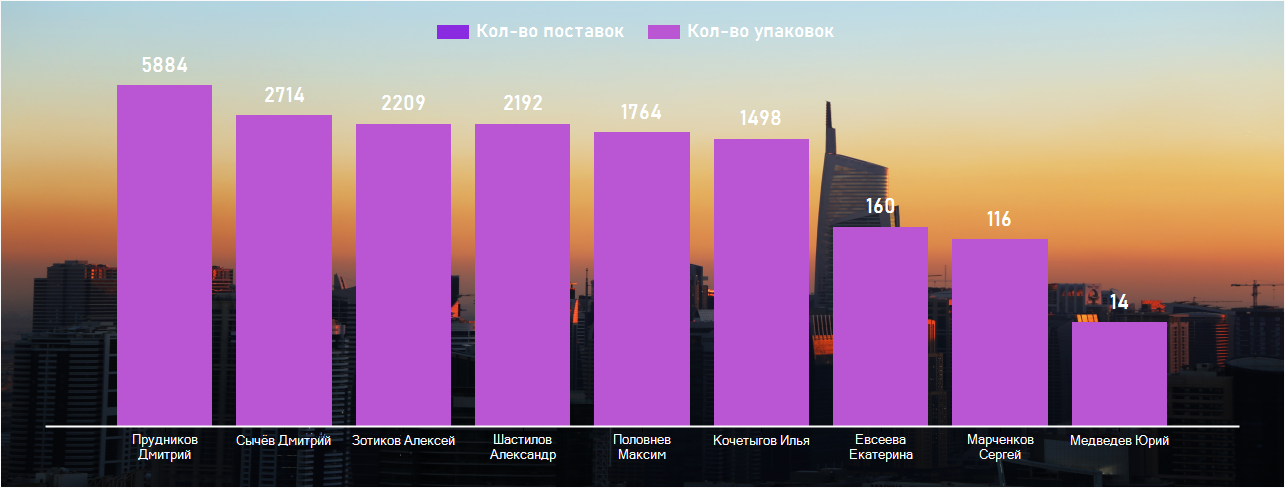 Кол-во поставок Кол-во упаковок
5884
2714
2209
2192
1764
1498
160
116
14
Прудников
Дмитрий
Сычёв Дмитрий
Зотиков Алексей
Шастилов
Александр
Половнев
Максим
Кочетыгов Илья
Евсеева
Екатерина
Марченков
Сергей
Медведев Юрий